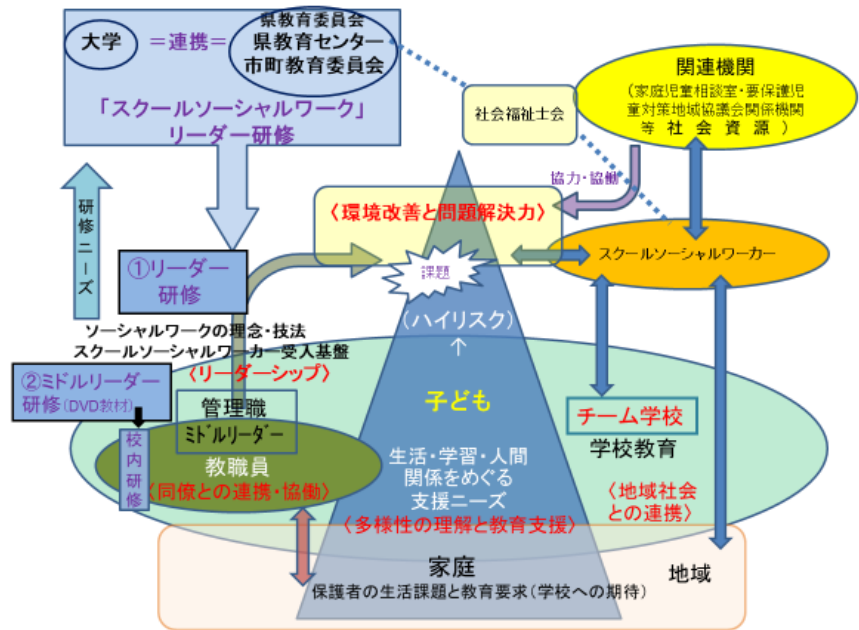 大学
＝連携＝
県教育委員会
県教育センター
市町教育委員会
「スクールソーシャルワーク」
リーダー研修
社会福祉士会
関連機関
（家庭児童相談室・要保護児
童対策地域協議会関係機関
等 社 会 資 源 ）
協力・協働
研修ニーズ
〈環境改善と問題解決力〉
スクールソーシャルワーカー
①リーダー
研修
課題
ソーシャルワークの理念・技法
スクールソーシャルワーカー受入基盤
〈リーダーシップ〉
（ハイリスク）
↑
②ミドルリーダー
研修（DVD教材）
校内研修
管理職
ﾐﾄﾞﾙﾘｰﾀﾞｰ
教職員
〈同僚との連携・協働〉
子ども
生活・学習・人間
関係をめぐる
支援ニーズ
〈多様性の理解と教育支援〉
チーム学校
学校教育
〈地域社会
との連携〉
家庭
保護者の生活課題と教育要求（学校への期待）
地域